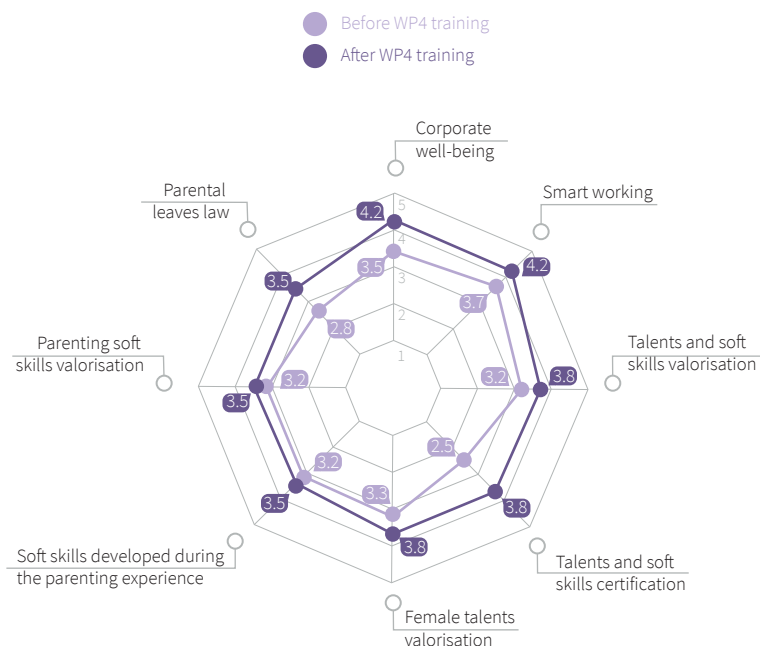 Before WP4 training
After WP4 training
Corporate
well-being
Parental
leaves law
Smart working
5
4.2
4
3.5
3
4.2
3.5
3.7
2.8
2
1
Parenting soft
skills valorisation
Talents and soft
skills valorisation
3.2
3.2
3.8
3.5
2.5
3.2
3.3
3.5
3.8
3.8
Soft skills developed during
the parenting experience
Talents and soft
skills certification
Female talents
valorisation